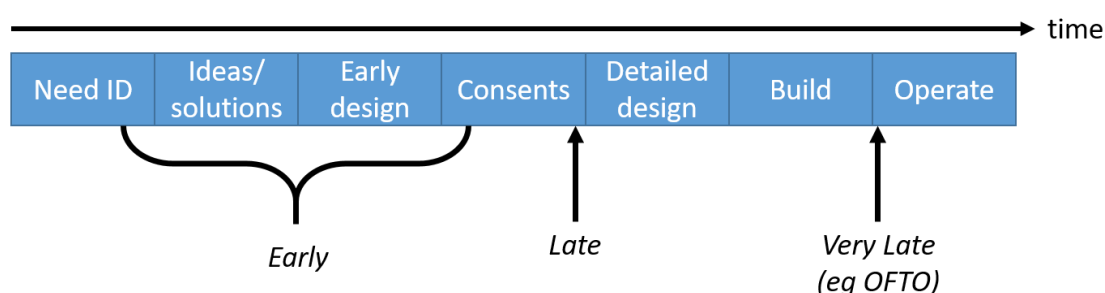 time
Need ID
Ideas/
solutions
Early
design
Consents
Detailed
design
Build
Operate
Early
Late
Very Late
(eg OFTO)